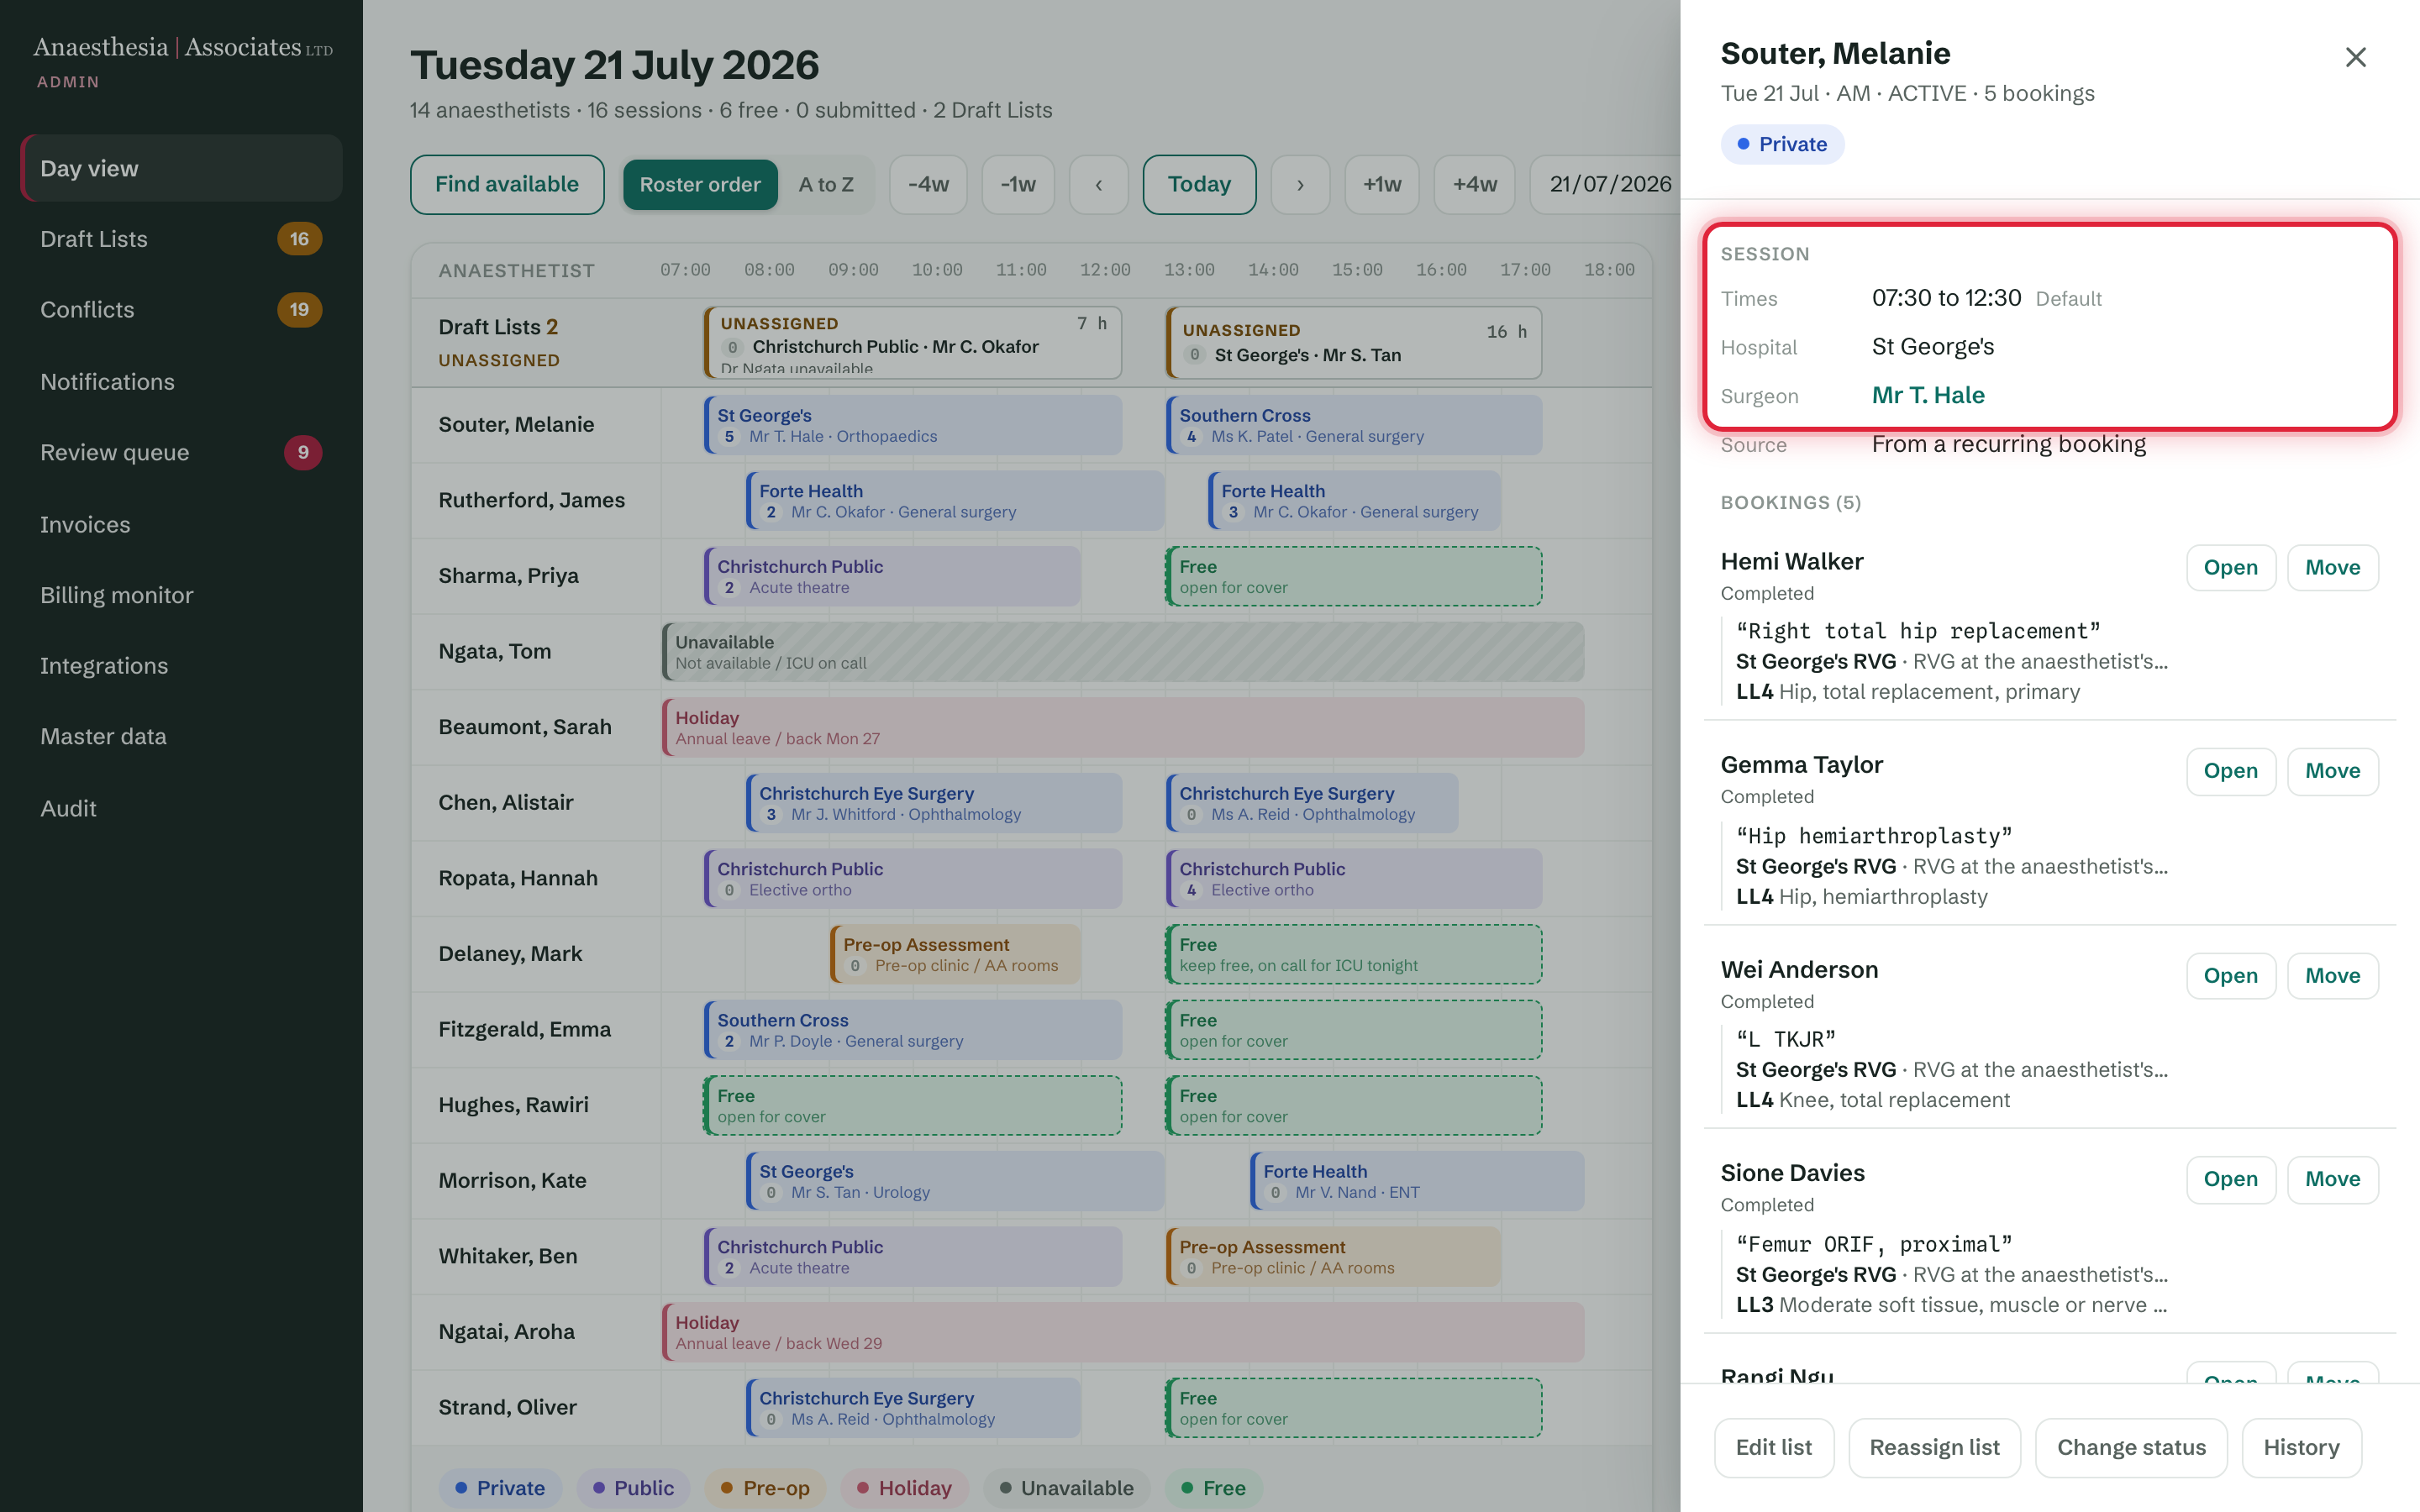 Anaesthesia | Associates LTD
ADMIN
Day view
Draft Lists 16
Conflicts 19
Notifications
Review queue 9
Invoices
Billing monitor
Integrations
Master data
Audit
Tuesday 21 July 2026
14 anaesthetists · 16 sessions · 6 free · 0 submitted · 2 Draft Lists
Find available Roster order A to Z -4w -1w ‹ Today › +1w +4w 21/07/2026
ANAESTHETIST 07:00 08:00 09:00 10:00 11:00 12:00 13:00 14:00 15:00 16:00 17:00 18:00
Draft Lists 2
UNASSIGNED
UNASSIGNED 7 h
0 Christchurch Public · Mr C. Okafor
Dr Ngata unavailable
UNASSIGNED 16 h
0 St George's · Mr S. Tan
Souter, Melanie
St George's
5 Mr T. Hale · Orthopaedics
Southern Cross
4 Ms K. Patel · General surgery
Rutherford, James
Forte Health
2 Mr C. Okafor · General surgery
Forte Health
3 Mr C. Okafor · General surgery
Sharma, Priya
Christchurch Public
2 Acute theatre
Free
open for cover
Ngata, Tom
Unavailable
Not available / ICU on call
Beaumont, Sarah
Holiday
Annual leave / back Mon 27
Chen, Alistair
Christchurch Eye Surgery
3 Mr J. Whitford · Ophthalmology
Christchurch Eye Surgery
0 Ms A. Reid · Ophthalmology
Ropata, Hannah
Christchurch Public
0 Elective ortho
Christchurch Public
4 Elective ortho
Delaney, Mark
Pre-op Assessment
0 Pre-op clinic / AA rooms
Free
keep free, on call for ICU tonight
Fitzgerald, Emma
Southern Cross
2 Mr P. Doyle · General surgery
Free
open for cover
Hughes, Rawiri
Free
open for cover
Free
open for cover
Morrison, Kate
St George's
0 Mr S. Tan · Urology
Forte Health
0 Mr V. Nand · ENT
Whitaker, Ben
Christchurch Public
2 Acute theatre
Pre-op Assessment
0 Pre-op clinic / AA rooms
Ngatai, Aroha
Holiday
Annual leave / back Wed 29
Strand, Oliver
Christchurch Eye Surgery
0 Ms A. Reid · Ophthalmology
Free
open for cover
Private Public Pre-op Holiday Unavailable Free
Souter, Melanie
Tue 21 Jul · AM · ACTIVE · 5 bookings
Private
SESSION
Times 07:30 to 12:30 Default
Hospital St George's
Surgeon Mr T. Hale
Source From a recurring booking
BOOKINGS (5)
Hemi Walker Open Move
Completed
“Right total hip replacement”
St George's RVG · RVG at the anaesthetist's...
LL4 Hip, total replacement, primary
Gemma Taylor Open Move
Completed
“Hip hemiarthroplasty”
St George's RVG · RVG at the anaesthetist's...
LL4 Hip, hemiarthroplasty
Wei Anderson Open Move
Completed
“L TKJR”
St George's RVG · RVG at the anaesthetist's...
LL4 Knee, total replacement
Sione Davies Open Move
Completed
“Femur ORIF, proximal”
St George's RVG · RVG at the anaesthetist's...
LL3 Moderate soft tissue, muscle or nerve ...
Rangi Ngu Open Move
Edit list Reassign list Change status History